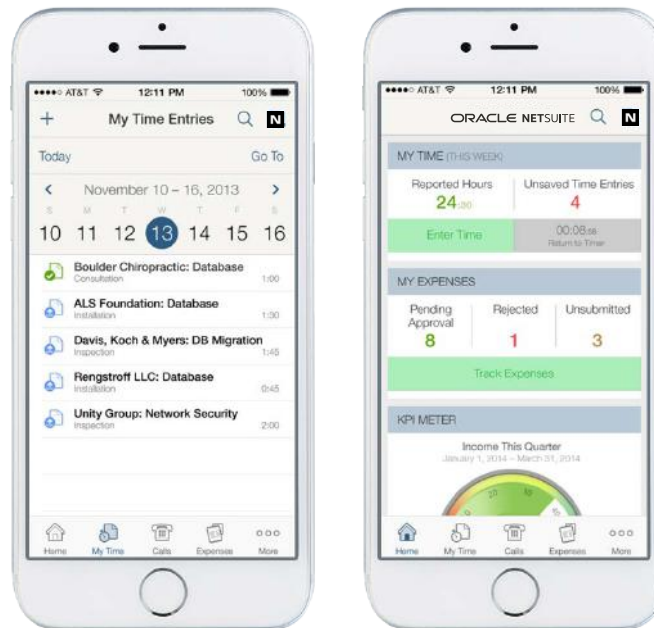 AT&T 12:11 PM 100%
+ My Time Entries N
Today Go To
< November 10 – 16, 2013 >
S M T W T F S
10 11 12 13 14 15 16
Boulder Chiropractic: Database
Consultation 1:00
ALS Foundation: Database
Installation 1:30
Davis, Koch & Myers: DB Migration
Inspection 1:45
Rengstroff LLC: Database
Installation 0:45
Unity Group: Network Security
Inspection 2:00
Home My Time Calls Expenses More
AT&T 12:11 PM 100%
ORACLE NETSUITE N
MY TIME (THIS WEEK)
Reported Hours Unsaved Time Entries
24:30 4
Enter Time 00:06:58
Return to Timer
MY EXPENSES
Pending Approval Rejected Unsubmitted
8 1 3
Track Expenses
KPI METER
Income This Quarter
January 1, 2014 – March 31, 2014
Home My Time Calls Expenses More